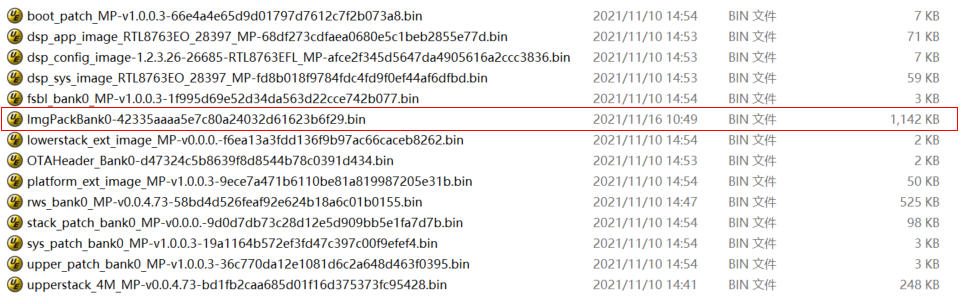 boot_patch_MP-v1.0.0.3-66e4a4e65d9d01797d7612c7f2b073a8.bin 2021/11/10 14:54 BIN 文件 7 KB
dsp_app_image_RTL8763EO_28397_MP-68df273cdfaea0680e5c1beb2855e77d.bin 2021/11/10 14:53 BIN 文件 71 KB
dsp_config_image-1.2.3.26-26685-RTL8763EFL_MP-afce2f345d5647da4905616a2ccc3836.bin 2021/11/10 14:53 BIN 文件 7 KB
dsp_sys_image_RTL8763EO_28397_MP-fd8b018f9784fdc4fd9f0ef44af6dfbd.bin 2021/11/10 14:53 BIN 文件 59 KB
fsbl_bank0_MP-v1.0.0.3-1f995d69e52d34da563d22cce742b077.bin 2021/11/10 14:54 BIN 文件 3 KB
ImgPackBank0-42335aaaa5e7c80a24032d61623b6f29.bin 2021/11/16 10:49 BIN 文件 1,142 KB
lowerstack_ext_image_MP-v0.0.0.-f6ea13a3fdd136f9b97ac66caceb8262.bin 2021/11/10 14:54 BIN 文件 2 KB
OTAHeader_Bank0-d47324c5b8639f8d8544b78c0391d434.bin 2021/11/10 14:53 BIN 文件 2 KB
platform_ext_image_MP-v1.0.0.3-9ece7a471b6110be81a819987205e31b.bin 2021/11/10 14:54 BIN 文件 50 KB
rws_bank0_MP-v0.0.4.73-58bd4d526feaf92e624b18a6c01b0155.bin 2021/11/10 14:47 BIN 文件 525 KB
stack_patch_bank0_MP-v0.0.0.-9d0d7db73c28d12e5d909bb5e1fa7d7b.bin 2021/11/10 14:54 BIN 文件 98 KB
sys_patch_bank0_MP-v1.0.0.3-19a1164b572ef3fd47c397c00f9efef4.bin 2021/11/10 14:54 BIN 文件 3 KB
upper_patch_bank0_MP-v1.0.0.3-36c770da12e1081d6c2a648d463f0395.bin 2021/11/10 14:54 BIN 文件 3 KB
upperstack_4M_MP-v0.0.4.73-bd1fb2caa685d01f16d375373fc95428.bin 2021/11/10 14:41 BIN 文件 248 KB